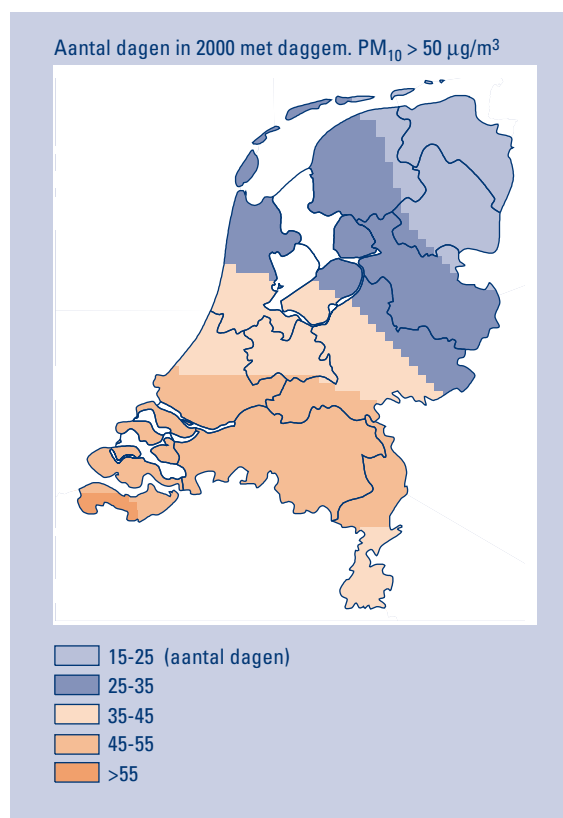 Aantal dagen in 2000 met daggem. PM₁₀ > 50 µg/m³
15-25 (aantal dagen)
25-35
35-45
45-55
>55